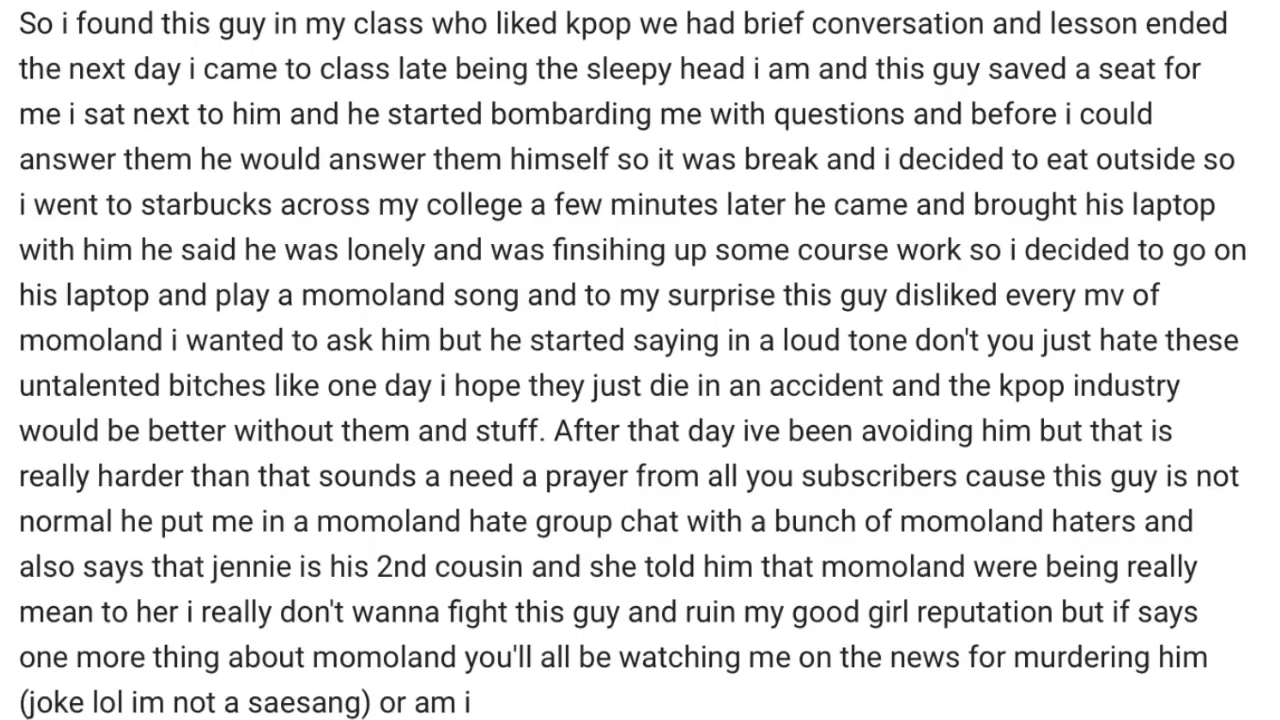 So i found this guy in my class who liked kpop we had brief conversation and lesson ended
the next day i came to class late being the sleepy head i am and this guy saved a seat for
me i sat next to him and he started bombarding me with questions and before i could
answer them he would answer them himself so it was break and i decided to eat outside so
i went to starbucks across my college a few minutes later he came and brought his laptop
with him he said he was lonely and was finsihing up some course work so i decided to go on
his laptop and play a momoland song and to my surprise this guy disliked every mv of
momoland i wanted to ask him but he started saying in a loud tone don't you just hate these
untalented bitches like one day i hope they just die in an accident and the kpop industry
would be better without them and stuff. After that day ive been avoiding him but that is
really harder than that sounds a need a prayer from all you subscribers cause this guy is not
normal he put me in a momoland hate group chat with a bunch of momoland haters and
also says that jennie is his 2nd cousin and she told him that momoland were being really
mean to her i really don't wanna fight this guy and ruin my good girl reputation but if says
one more thing about momoland you'll all be watching me on the news for murdering him
(joke lol im not a saesang) or am i